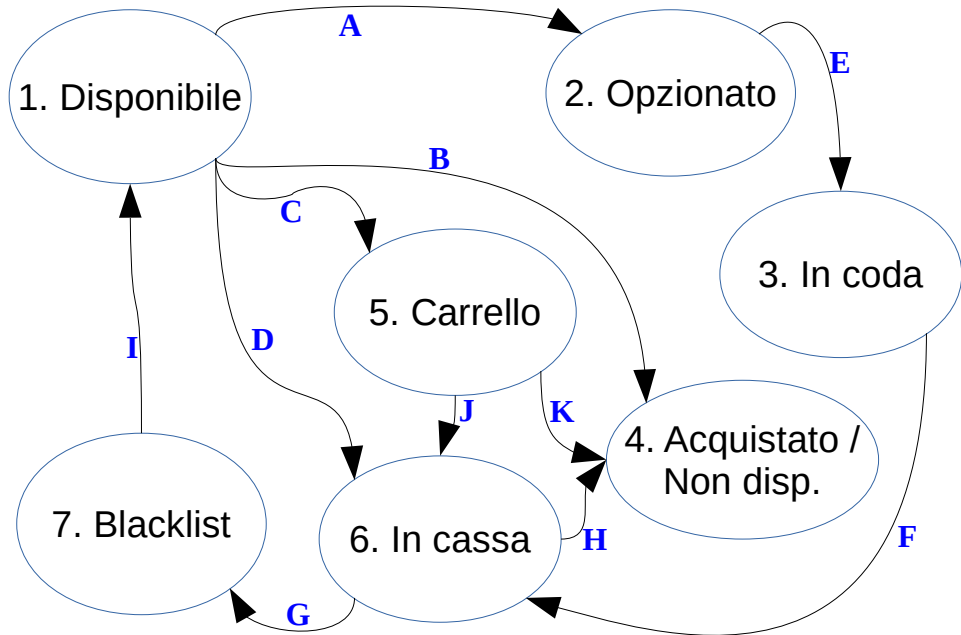 A
1. Disponibile
2. Opzionato
E
B
C
3. In coda
5. Carrello
I
D
J
K
4. Acquistato /
Non disp.
7. Blacklist
6. In cassa
H
F
G